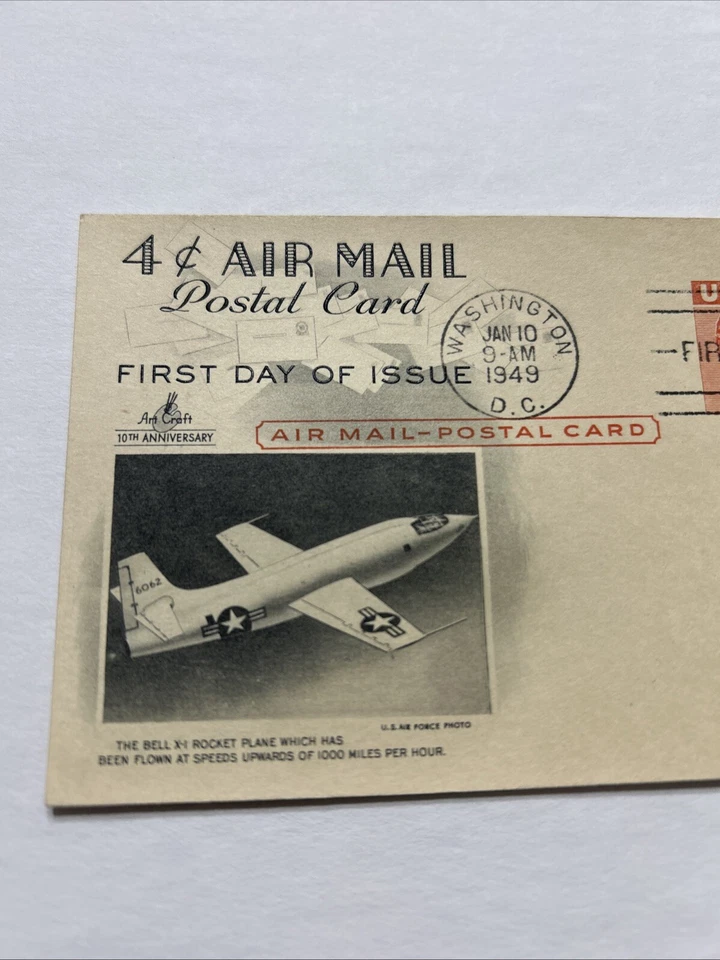 4¢ AIR MAIL
Postal Card
FIRST DAY OF ISSUE
Art Craft
10TH ANNIVERSARY
WASHINGTON
JAN 10
9-AM
1949
D.C.
U
FIR
AIR MAIL-POSTAL CARD
6062
U.S. AIR FORCE PHOTO
THE BELL X-1 ROCKET PLANE WHICH HAS
BEEN FLOWN AT SPEEDS UPWARDS OF 1000 MILES PER HOUR.